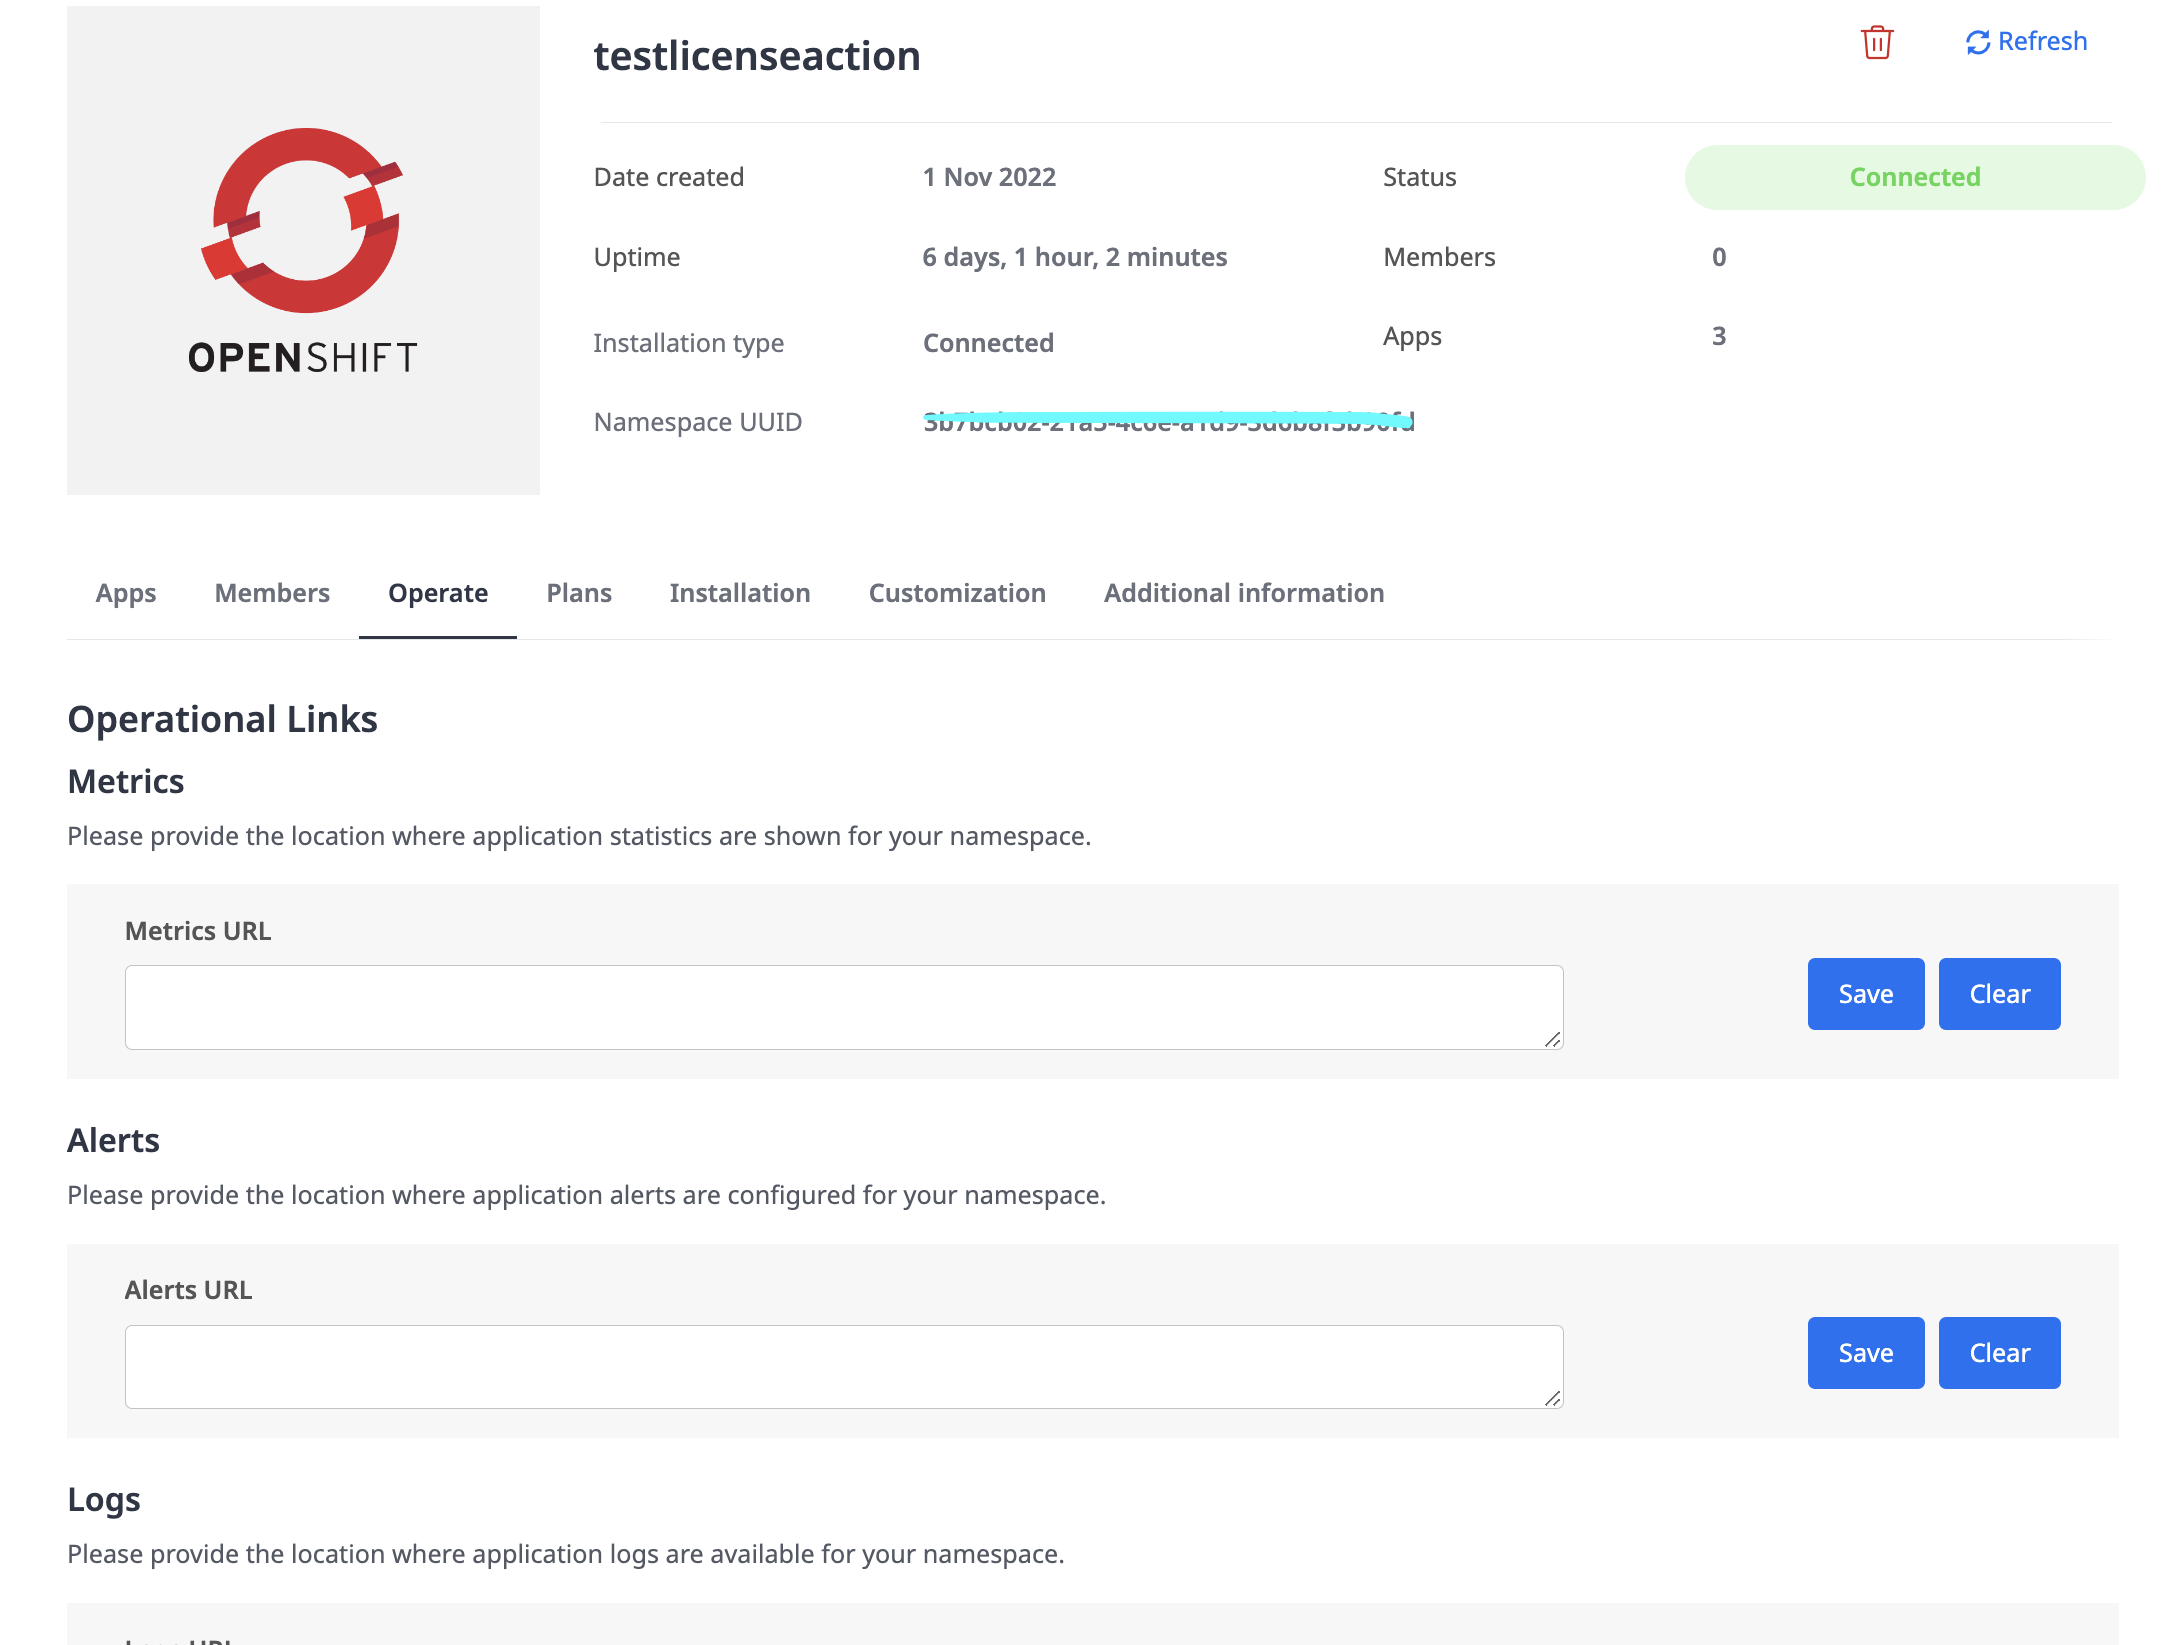 testlicenseaction
Refresh
Date created
1 Nov 2022
Status
Connected
Uptime
6 days, 1 hour, 2 minutes
Members
0
Installation type
Connected
Apps
3
Namespace UUID
OPENSHIFT
Apps
Members
Operate
Plans
Installation
Customization
Additional information
Operational Links
Metrics
Please provide the location where application statistics are shown for your namespace.
Metrics URL
Save
Clear
Alerts
Please provide the location where application alerts are configured for your namespace.
Alerts URL
Save
Clear
Logs
Please provide the location where application logs are available for your namespace.